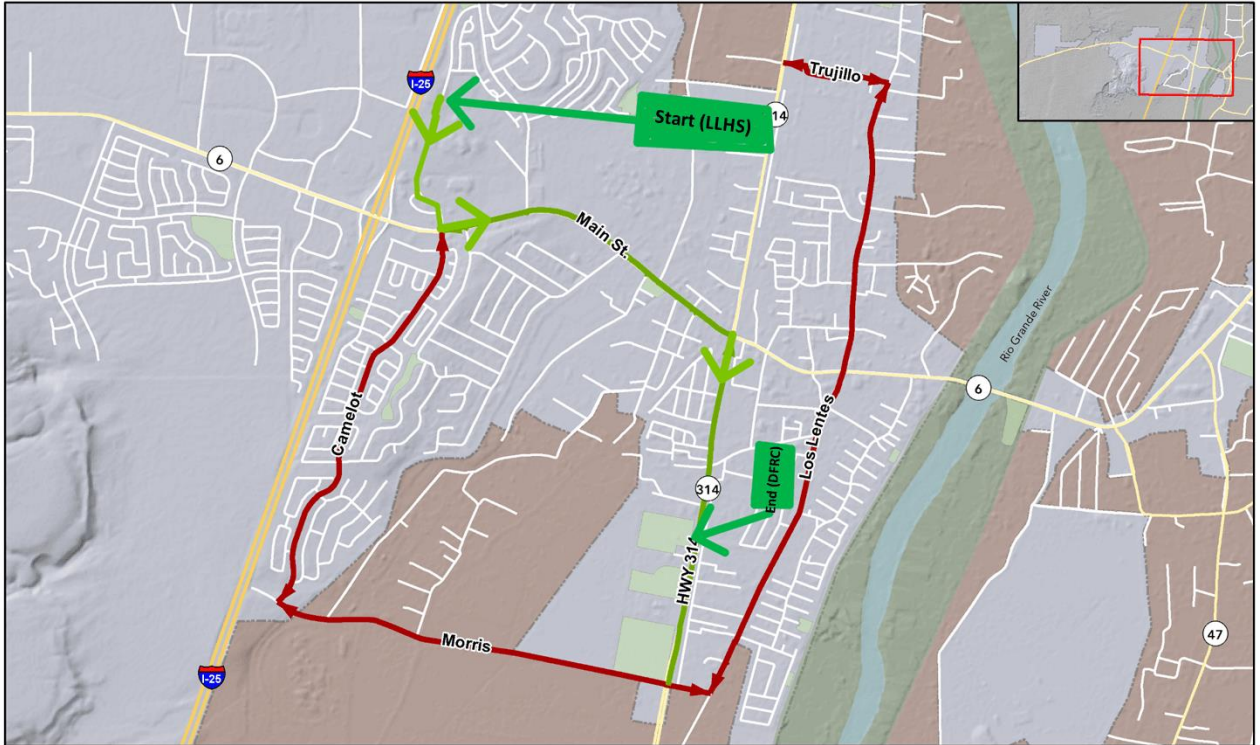 I-25
Trujillo
Start (LLHS)
14
6
Main St.
Rio Grande River
6
Camelot
Los Lentes
End (DFRC)
314
HWY 314
Morris
47
I-25